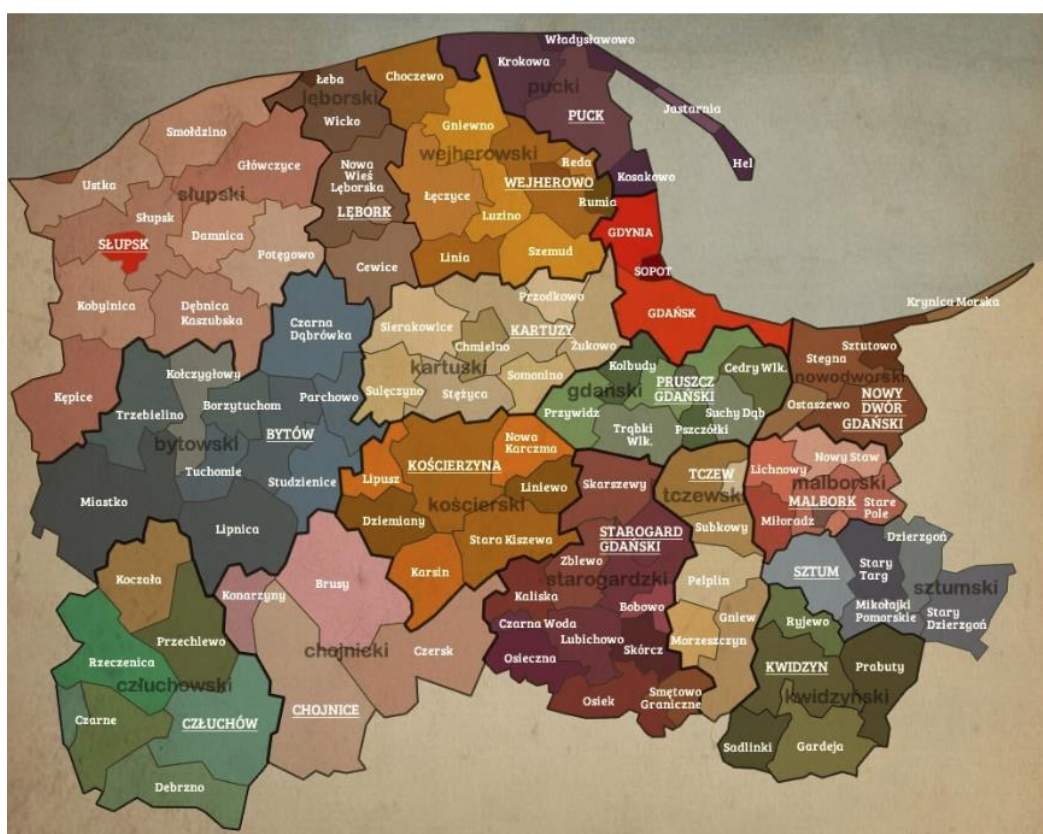 Władysławowo
Krokowa
pucki
PUCK
Jastarnia
Hel
Kosakowo
Łeba
lęborski
Wicko
Nowa
Wieś
Lęborska
LĘBORK
Cewice
Choczewo
Gniewno
wejherowski
Reda
WEJHEROWO
Rumia
Łęczyce
Luzino
Linia
Szemud
Smołdzino
Główczyce
Ustka
słupski
Słupsk
SŁUPSK
Damnica
Potęgowo
Kobylnica
Dębnica
Kaszubska
Kępice
GDYNIA
SOPOT
GDAŃSK
Krynica Morska
Sztutowo
Stegna
nowodworski
Ostaszewo
NOWY
DWÓR
GDAŃSKI
Przodkowo
Sierakowice
KARTUZY
Chmielno
Żukowo
kartuski
Somonino
Sulęczyno
Stężyca
Kolbudy
Cedry Wlk.
gdański
PRUSZCZ
GDAŃSKI
Przywidz
Suchy Dąb
Trąbki
Wlk.
Pszczółki
Czarna
Dąbrówka
Kołczygłowy
Trzebielino
Borzytuchom
Parchowo
BYTÓW
bytowski
Tuchomie
Studzienice
Miastko
Lipnica
KOŚCIERZYNA
Nowa
Karczma
Lipusz
Liniewo
kościerski
Dziemiany
Stara Kiszewa
Karsin
Skarszewy
STAROGARD
GDAŃSKI
Zblewo
starogardzki
Kaliska
Bobowo
Czarna Woda
Lubichowo
Skórcz
Osieczna
Osiek
Smętowo
Graniczne
TCZEW
tczewski
Subkowy
Pelplin
Gniew
Morzeszczyn
Lichnowy
Nowy Staw
malborski
MALBORK
Stare
Pole
Miłoradz
Dzierzgoń
SZTUM
Stary
Targ
sztumski
Mikołajki
Pomorskie
Stary
Dzierzgoń
Ryjewo
KWIDZYN
Prabuty
kwidzyński
Sadlinki
Gardeja
Koczała
Przechlewo
Rzeczenica
człuchowski
Czarne
CZŁUCHÓW
Debrzno
Konarzyny
Brusy
chojnicki
Czersk
CHOJNICE